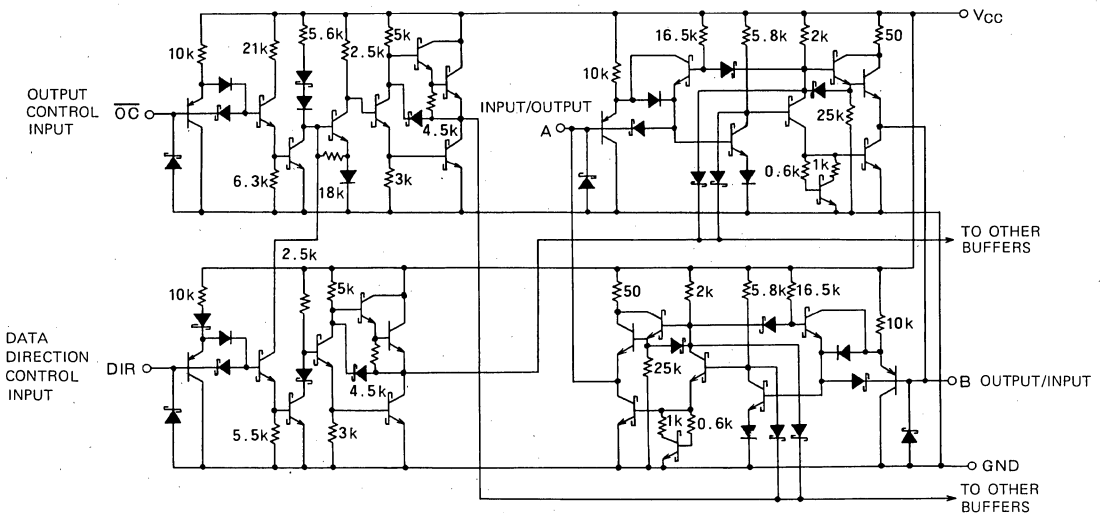 VCC
10k
21k
5.6k
2.5k
5k
16.5k
5.8k
2k
50
10k
OUTPUT
CONTROL
INPUT
OC
INPUT/OUTPUT
A
4.5k
25k
6.3k
18k
3k
0.6k
1k
TO OTHER
BUFFERS
2.5k
10k
5k
50
2k
5.8k
16.5k
10k
DATA
DIRECTION
CONTROL
INPUT
DIR
4.5k
25k
B OUTPUT/INPUT
5.5k
3k
1k
0.6k
GND
TO OTHER
BUFFERS